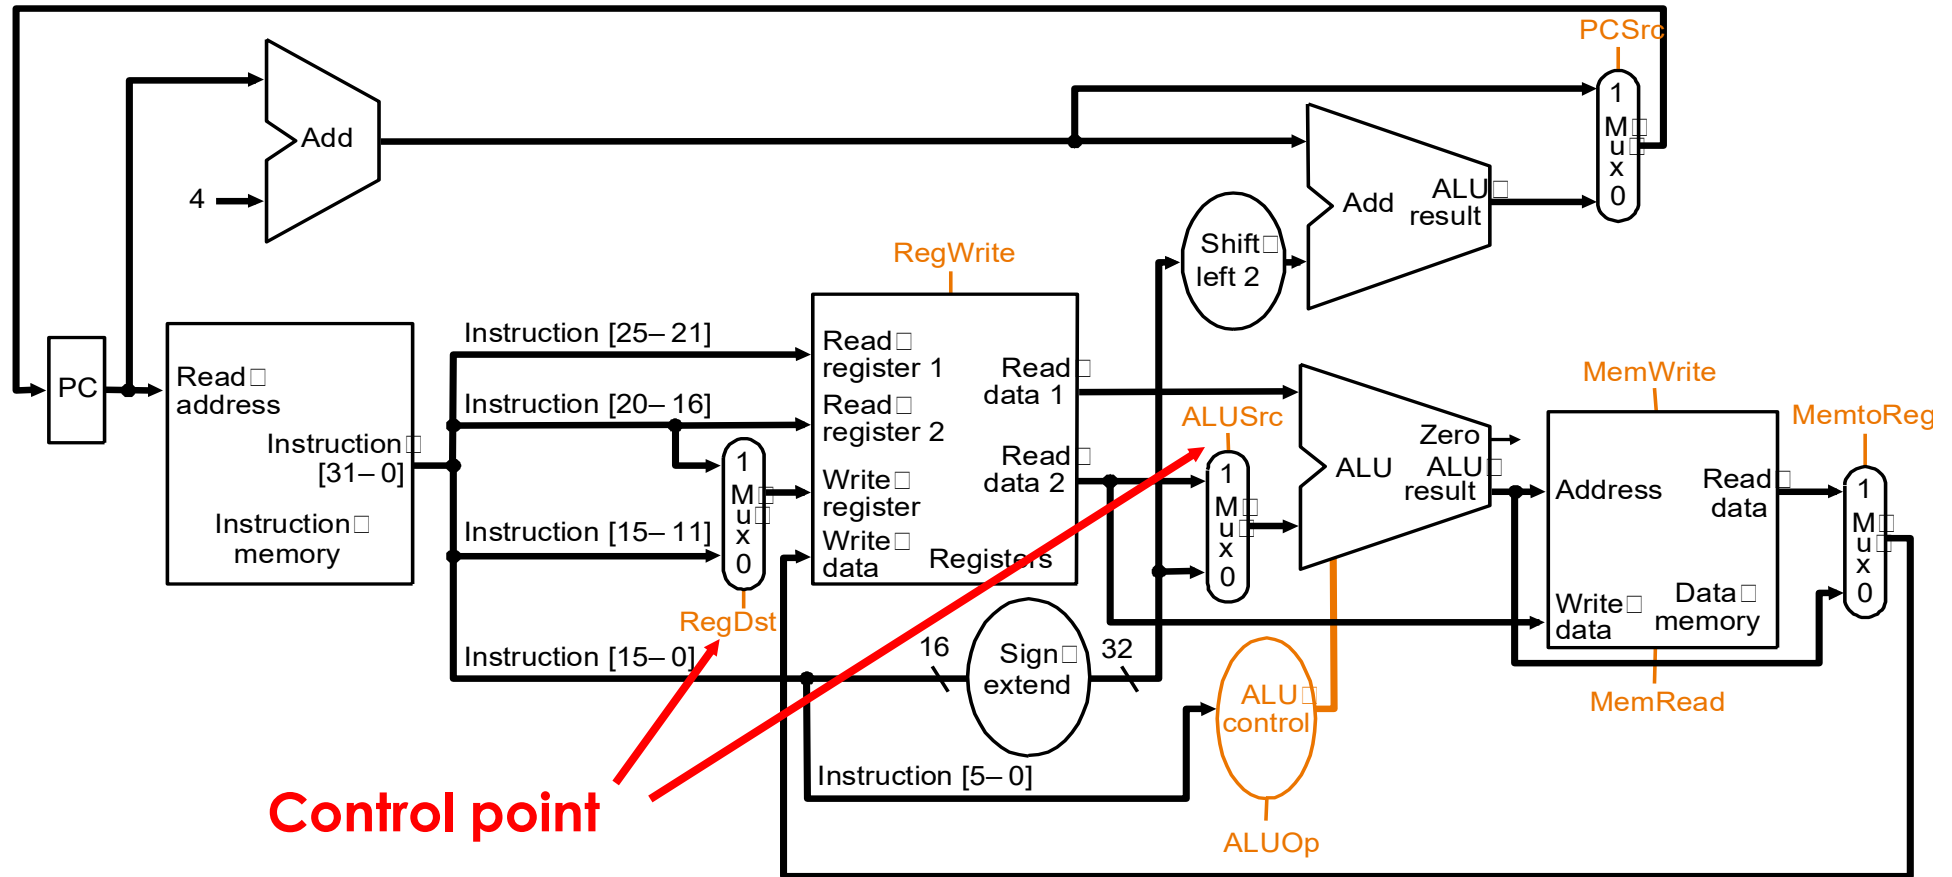 PCSrc
1
M
u
x
0
Add
4
Add
ALU
result
Shift
left 2
RegWrite
PC
Read
address
Instruction
[31–0]
Instruction
memory
Instruction [25–21]
Instruction [20–16]
Instruction [15–11]
Instruction [15–0]
1
M
u
x
0
RegDst
Read
register 1
Read
register 2
Write
register
Write
data
Read
data 1
Read
data 2
Registers
16
Sign
extend
32
ALUSrc
1
M
u
x
0
Zero
ALU
ALU
result
MemWrite
Address
Read
data
Write
data
Data
memory
MemRead
MemtoReg
1
M
u
x
0
ALU
control
Instruction [5–0]
ALUOp
Control point